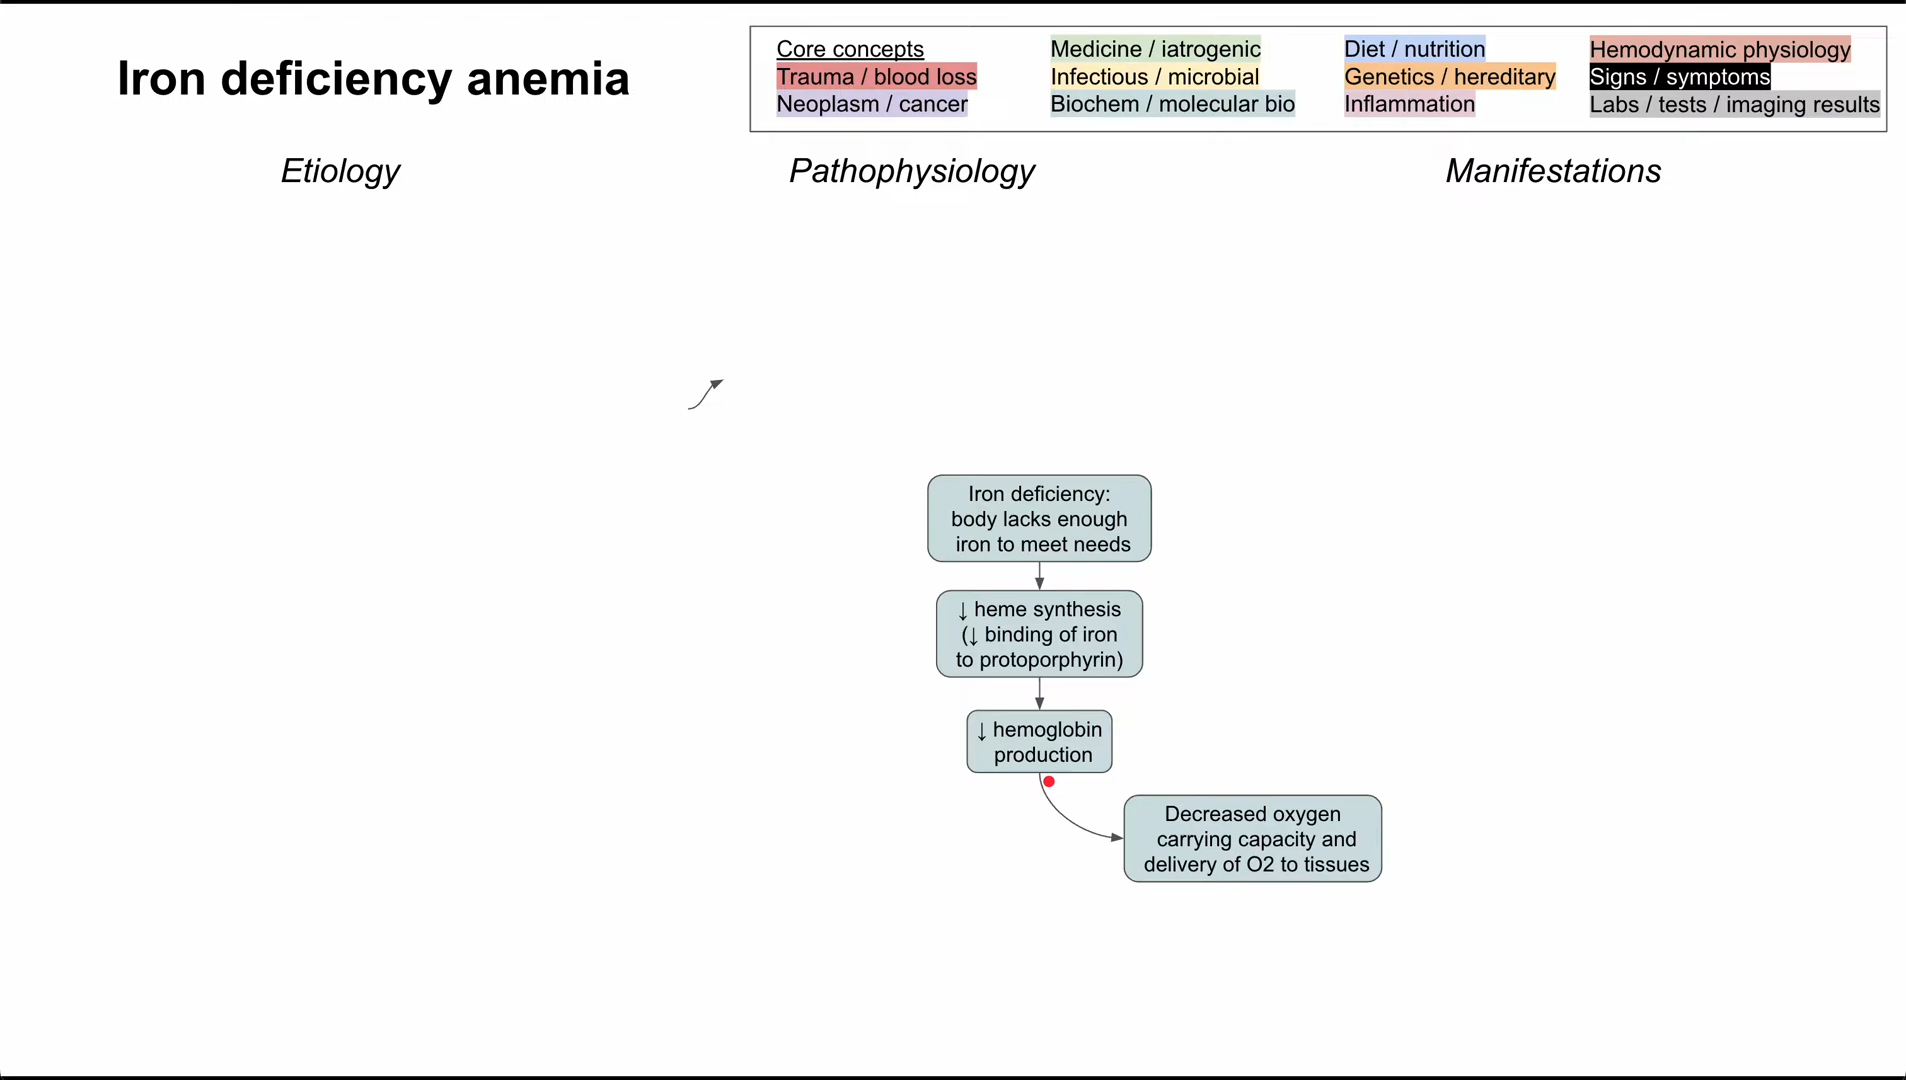 Iron deficiency anemia
Core concepts
Trauma / blood loss
Neoplasm / cancer
Medicine / iatrogenic
Infectious / microbial
Biochem / molecular bio
Diet / nutrition
Genetics / hereditary
Inflammation
Hemodynamic physiology
Signs / symptoms
Labs / tests / imaging results
Etiology
Pathophysiology
Manifestations
Iron deficiency:
body lacks enough
iron to meet needs
↓ heme synthesis
(↓ binding of iron
to protoporphyrin)
↓ hemoglobin
production
Decreased oxygen
carrying capacity and
delivery of O2 to tissues